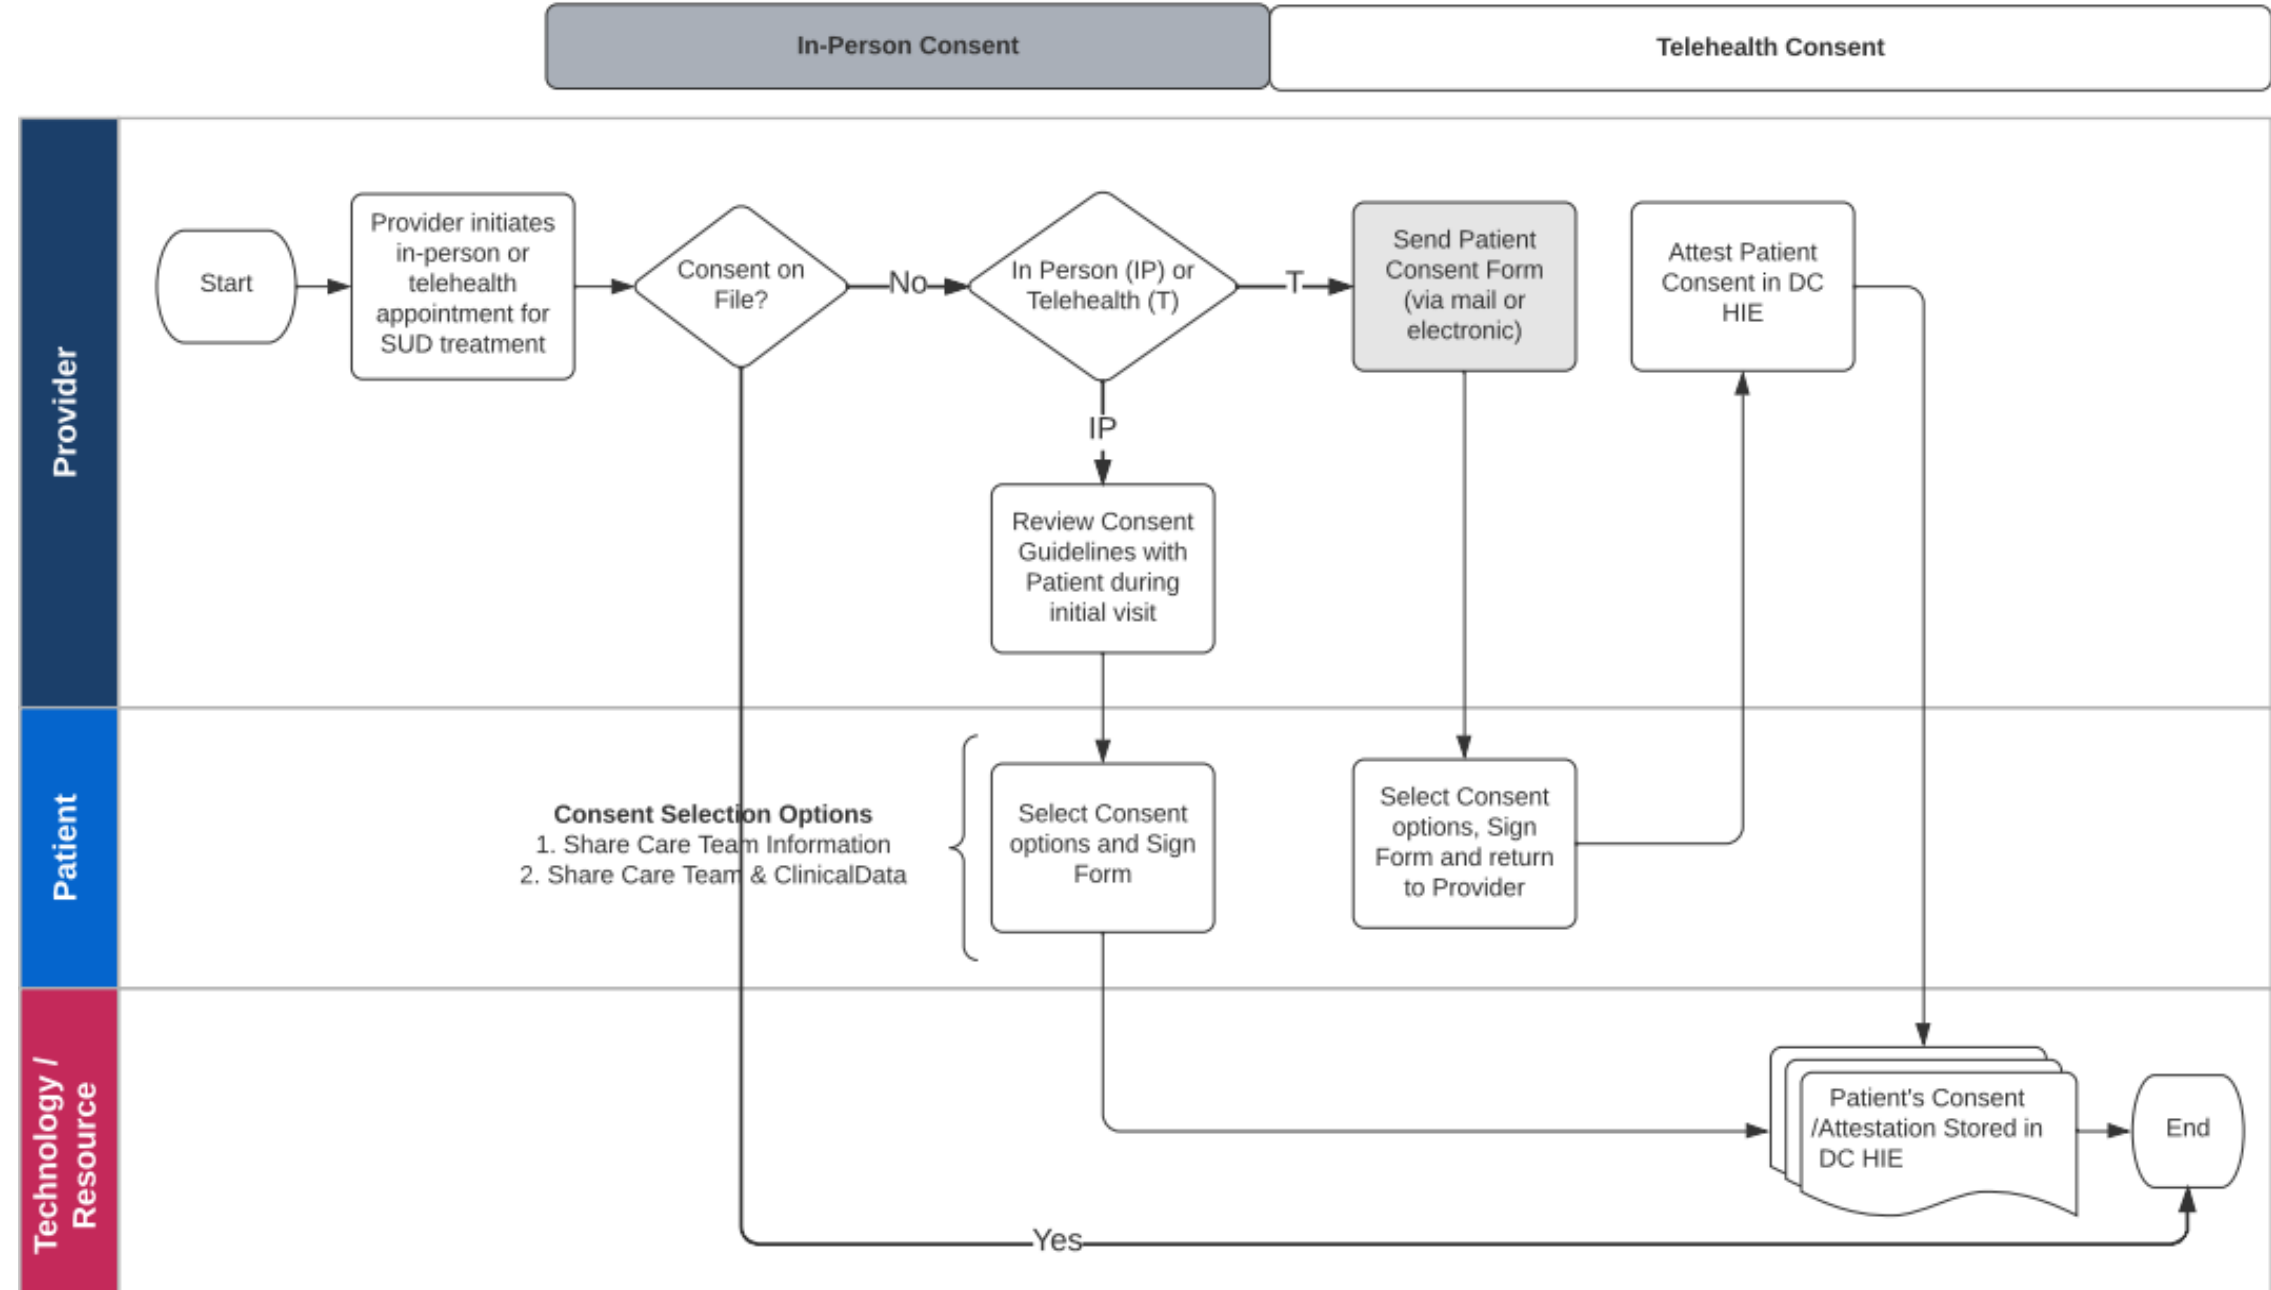 In-Person Consent
Telehealth Consent
Provider
Start
Provider initiates
in-person or
telehealth
appointment for
SUD treatment
Consent on
File?
No
In Person (IP) or
Telehealth (T)
T
Send Patient
Consent Form
(via mail or
electronic)
Attest Patient
Consent in DC
HIE
IP
Review Consent
Guidelines with
Patient during
initial visit
Patient
Consent Selection Options
1. Share Care Team Information
2. Share Care Team & ClinicalData
Select Consent
options and Sign
Form
Select Consent
options, Sign
Form and return
to Provider
Technology /
Resource
Patient's Consent
/Attestation Stored in
DC HIE
End
Yes